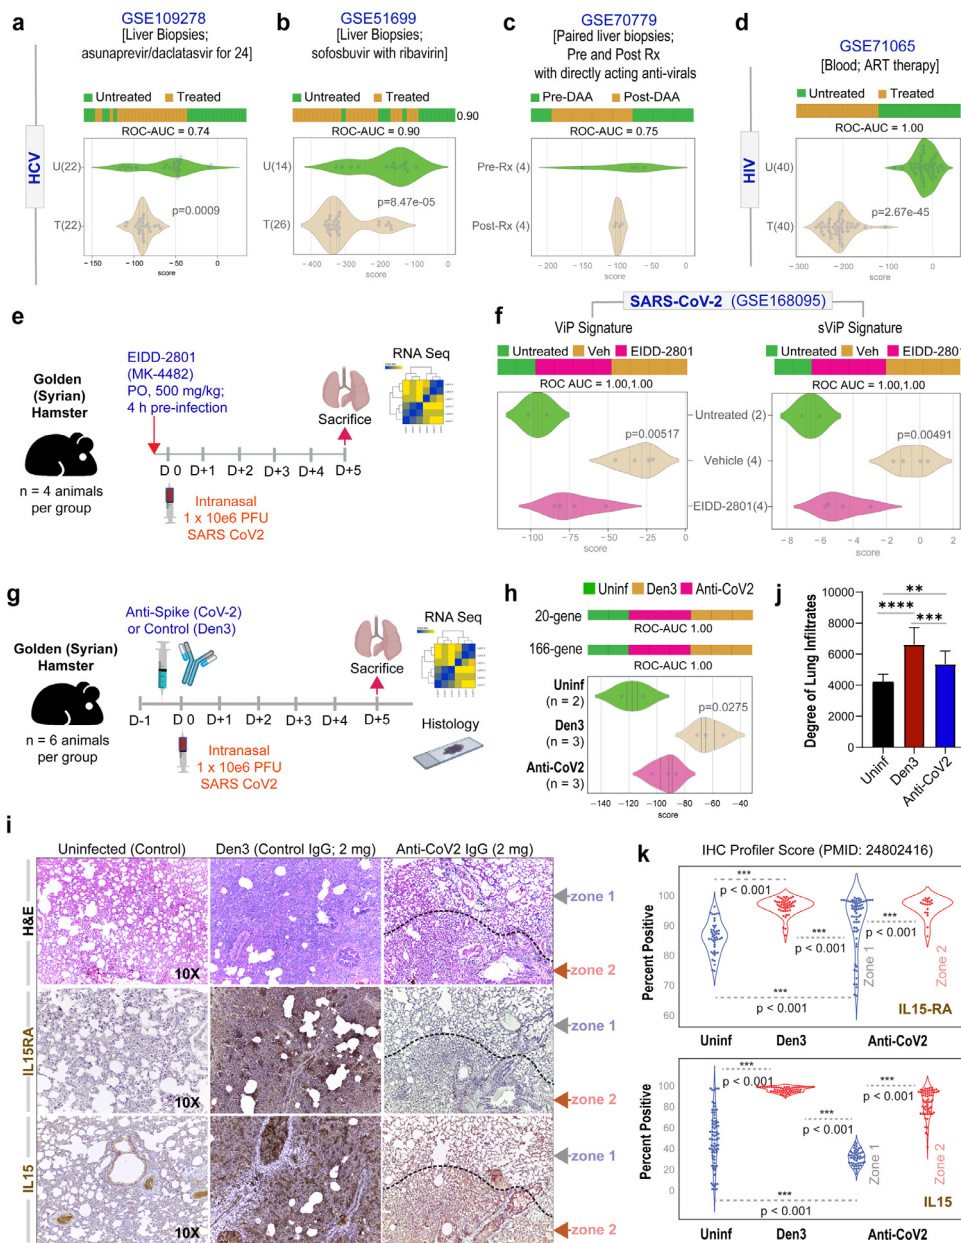 a
GSE109278
[Liver Biopsies;
asunaprevir/daclatasvir for 24]
Untreated Treated
ROC-AUC = 0.74
HCV
U(22)
T(22)
p=0.0009
−150 −100 −50 0
score
b
GSE51699
[Liver Biopsies;
sofosbuvir with ribavirin]
Untreated Treated
0.90
ROC-AUC = 0.90
U(14)
T(26)
p=8.47e-05
−400 −300 −200 −100 0
score
c
GSE70779
[Paired liver biopsies;
Pre and Post Rx
with directly acting anti-virals
Pre-DAA Post-DAA
ROC-AUC = 0.75
Pre-Rx (4)
Post-Rx (4)
−200 −150 −100 −50 0
score
d
GSE71065
[Blood; ART therapy]
Untreated Treated
ROC-AUC = 1.00
HIV
U(40)
T(40)
p=2.67e-45
−300 −200 −100 0
score
e
EIDD-2801
(MK-4482)
PO, 500 mg/kg;
4 h pre-infection
Golden
(Syrian)
Hamster
n = 4 animals
per group
D 0 D+1 D+2 D+3 D+4 D+5
Intranasal
1 x 10e6 PFU
SARS CoV2
Sacrifice
RNA Seq
f
SARS-CoV-2 (GSE168095)
ViP Signature
Untreated Veh EIDD-2801
ROC AUC = 1.00,1.00
p=0.00517
−100 −50 0
score
Untreated (2)
Vehicle (4)
EIDD-2801(4)
sViP Signature
Untreated Veh EIDD-2801
ROC AUC = 1.00,1.00
p=0.00491
−8 −6 −4 −2 0 2
score
g
Anti-Spike (CoV-2)
or Control (Den3)
Golden (Syrian)
Hamster
n = 6 animals
per group
D-1 D 0 D+1 D+2 D+3 D+4 D+5
Intranasal
1 x 10e6 PFU
SARS CoV2
Sacrifice
RNA Seq
Histology
h
Uninf Den3 Anti-CoV2
20-gene
ROC-AUC 1.00
166-gene
ROC-AUC 1.00
Uninf
(n = 2)
Den3
(n = 3)
Anti-CoV2
(n = 3)
p=0.0275
−140 −120 −100 −80 −60 −40
score
j
Degree of Lung Infiltrates
10000
8000
6000
4000
2000
0
**
****
***
Uninf
Den3
Anti-CoV2
i
Uninfected (Control) Den3 (Control IgG; 2 mg) Anti-CoV2 IgG (2 mg)
H&E
10X
zone 1
zone 2
IL15RA
10X
zone 1
zone 2
IL15
10X
zone 1
zone 2
k
IHC Profiler Score (PMID: 24802416)
Percent Positive
100
90
80
70
60
***
p < 0.001
***
p < 0.001
***
p < 0.001
***
p < 0.001
Zone 1
Zone 2
IL15-RA
Uninf Den3 Anti-CoV2
Percent Positive
100
80
60
40
20
0
***
p < 0.001
***
p < 0.001
***
p < 0.001
***
p < 0.001
Zone 1
Zone 2
IL15
Uninf Den3 Anti-CoV2